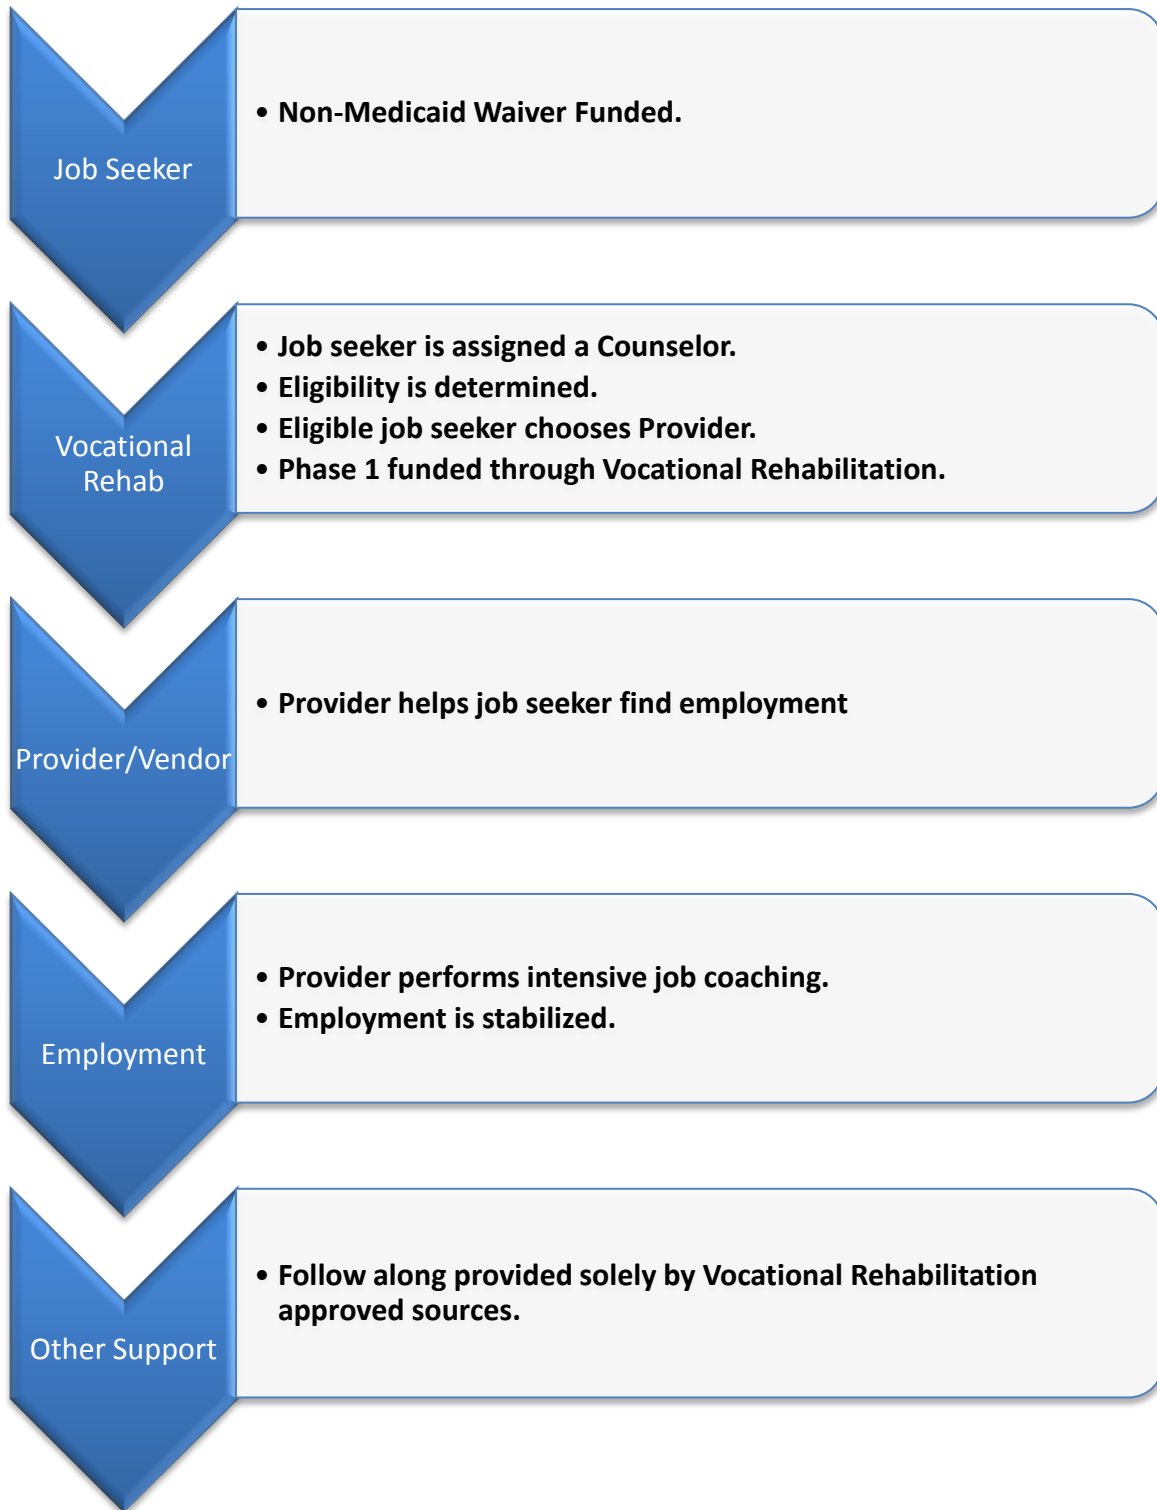 Job Seeker
• Non-Medicaid Waiver Funded.
Vocational
Rehab
• Job seeker is assigned a Counselor.
• Eligibility is determined.
• Eligible job seeker chooses Provider.
• Phase 1 funded through Vocational Rehabilitation.
Provider/Vendor
• Provider helps job seeker find employment
Employment
• Provider performs intensive job coaching.
• Employment is stabilized.
Other Support
• Follow along provided solely by Vocational Rehabilitation
approved sources.